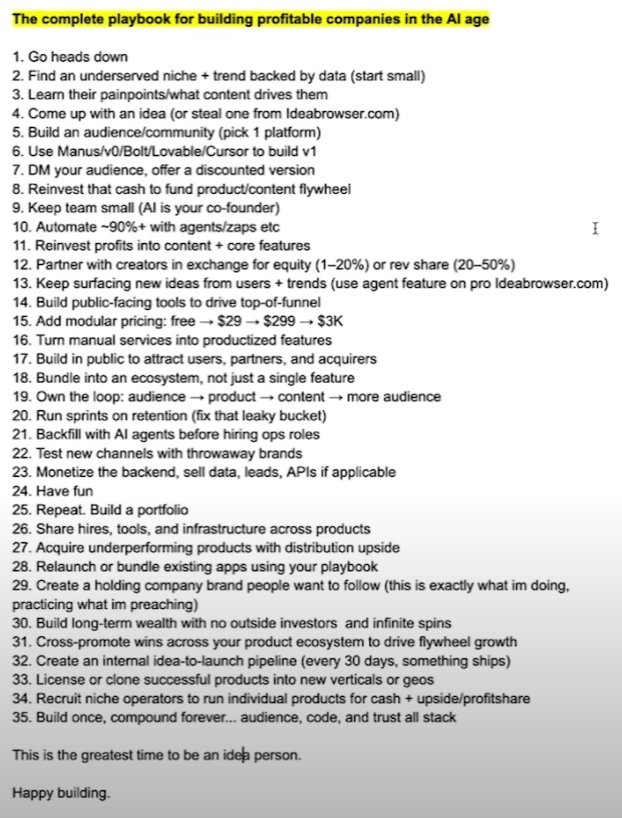 The complete playbook for building profitable companies in the AI age
1. Go heads down
2. Find an underserved niche + trend backed by data (start small)
3. Learn their painpoints/what content drives them
4. Come up with an idea (or steal one from Ideabrowser.com)
5. Build an audience/community (pick 1 platform)
6. Use Manus/v0/Bolt/Lovable/Cursor to build v1
7. DM your audience, offer a discounted version
8. Reinvest that cash to fund product/content flywheel
9. Keep team small (AI is your co-founder)
10. Automate ~90%+ with agents/zaps etc
11. Reinvest profits into content + core features
12. Partner with creators in exchange for equity (1–20%) or rev share (20–50%)
13. Keep surfacing new ideas from users + trends (use agent feature on pro Ideabrowser.com)
14. Build public-facing tools to drive top-of-funnel
15. Add modular pricing: free → $29 → $299 → $3K
16. Turn manual services into productized features
17. Build in public to attract users, partners, and acquirers
18. Bundle into an ecosystem, not just a single feature
19. Own the loop: audience → product → content → more audience
20. Run sprints on retention (fix that leaky bucket)
21. Backfill with AI agents before hiring ops roles
22. Test new channels with throwaway brands
23. Monetize the backend, sell data, leads, APIs if applicable
24. Have fun
25. Repeat. Build a portfolio
26. Share hires, tools, and infrastructure across products
27. Acquire underperforming products with distribution upside
28. Relaunch or bundle existing apps using your playbook
29. Create a holding company brand people want to follow (this is exactly what im doing,
practicing what im preaching)
30. Build long-term wealth with no outside investors and infinite spins
31. Cross-promote wins across your product ecosystem to drive flywheel growth
32. Create an internal idea-to-launch pipeline (every 30 days, something ships)
33. License or clone successful products into new verticals or geos
34. Recruit niche operators to run individual products for cash + upside/profitshare
35. Build once, compound forever... audience, code, and trust all stack
This is the greatest time to be an idea person.
Happy building.